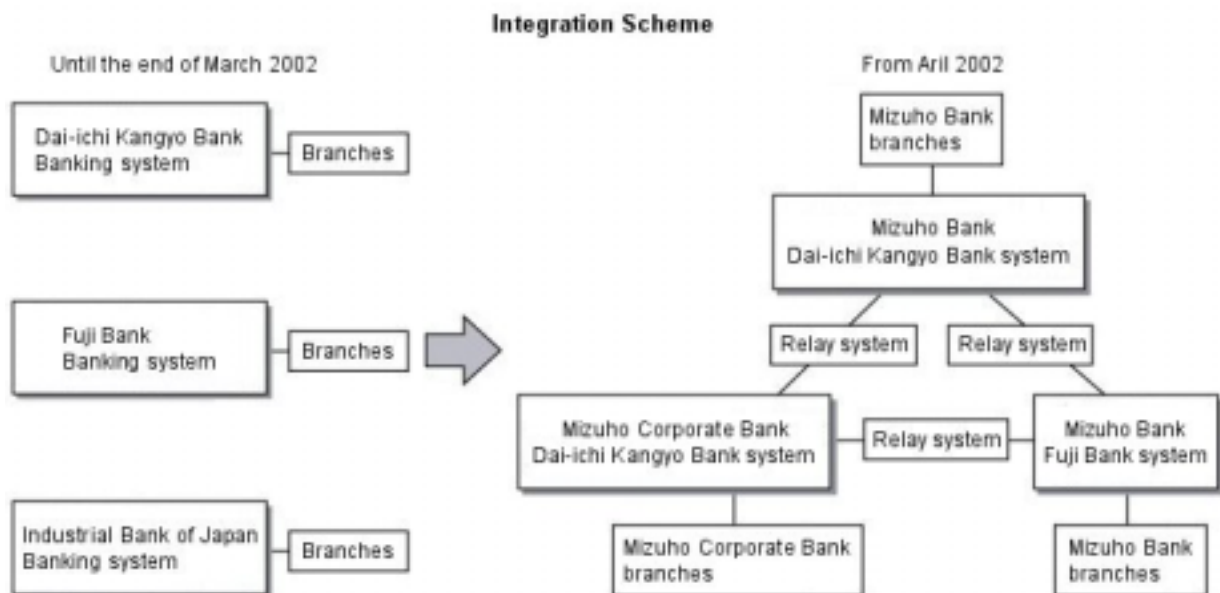 Integration Scheme
Until the end of March 2002
From Aril 2002
Dai-ichi Kangyo Bank
Banking system
Branches
Fuji Bank
Banking system
Branches
Industrial Bank of Japan
Banking system
Branches
Mizuho Bank
branches
Mizuho Bank
Dai-ichi Kangyo Bank system
Relay system
Relay system
Mizuho Corporate Bank
Dai-ichi Kangyo Bank system
Relay system
Mizuho Bank
Fuji Bank system
Mizuho Corporate Bank
branches
Mizuho Bank
branches